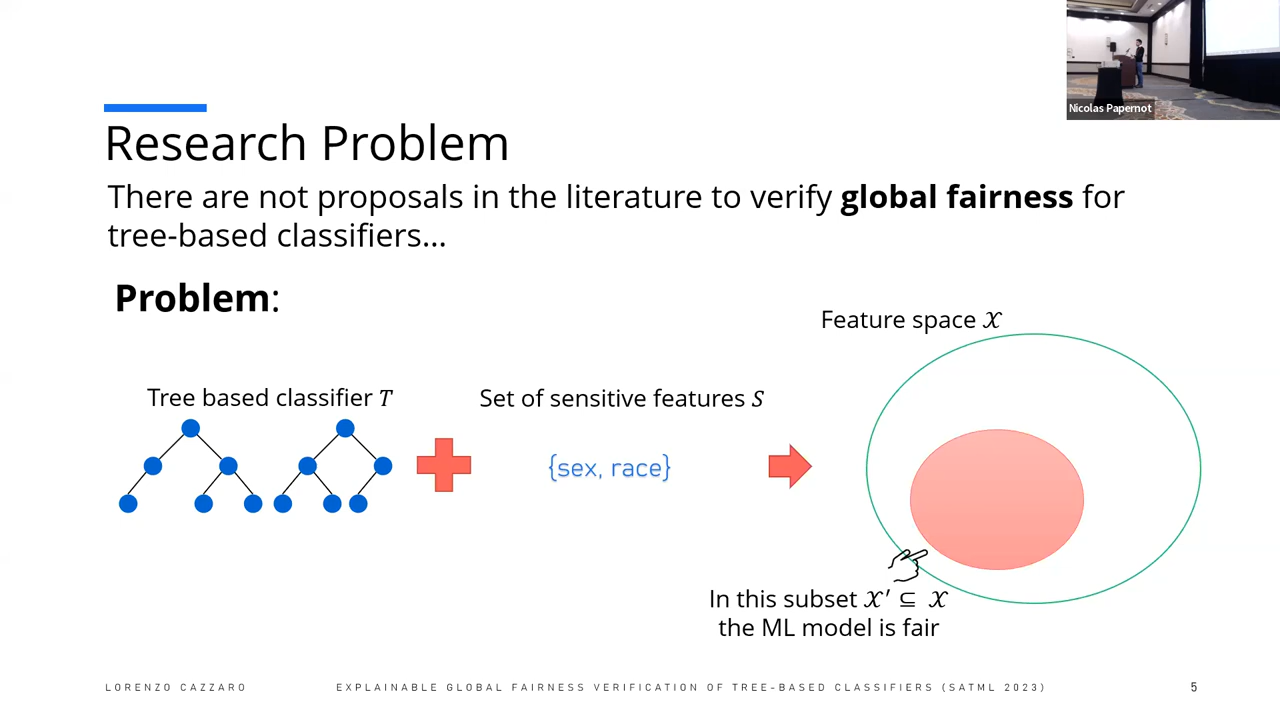 Nicolas Papernot
Research Problem
There are not proposals in the literature to verify global fairness for
tree-based classifiers...
Problem:
Feature space 𝒳
Tree based classifier T
Set of sensitive features S
{sex, race}
In this subset 𝒳′ ⊆ 𝒳
the ML model is fair
LORENZO CAZZARO
EXPLAINABLE GLOBAL FAIRNESS VERIFICATION OF TREE-BASED CLASSIFIERS (SATML 2023)
5